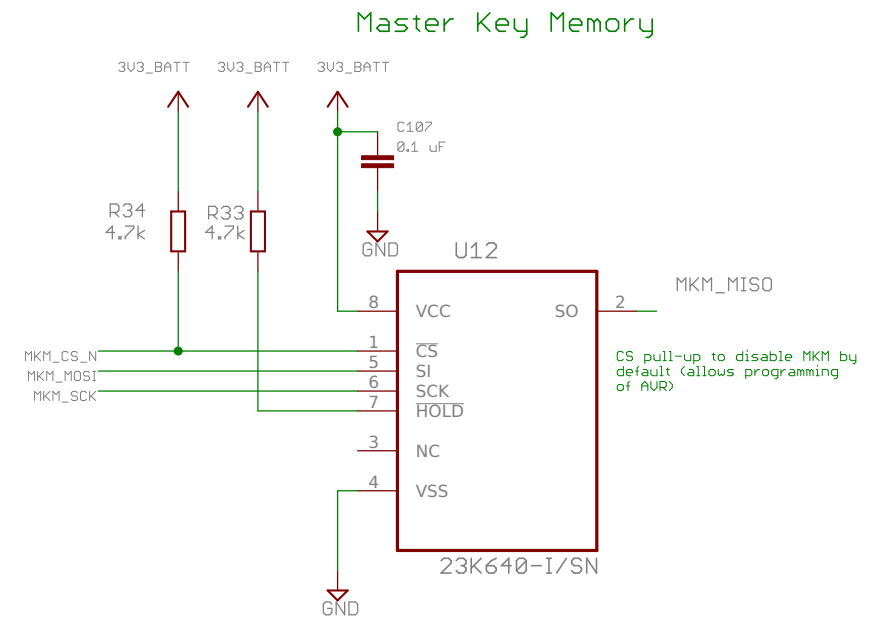 Master Key Memory
3V3_BATT 3V3_BATT 3V3_BATT
C107
0.1 uF
R34
4.7k
R33
4.7k
GND
U12
MKM_MISO
8 VCC
SO 2
1 CS
5 SI
6 SCK
7 HOLD
3 NC
4 VSS
MKM_CS_N
MKM_MOSI
MKM_SCK
CS pull-up to disable MKM by
default (allows programming
of AVR)
23K640-I/SN
GND